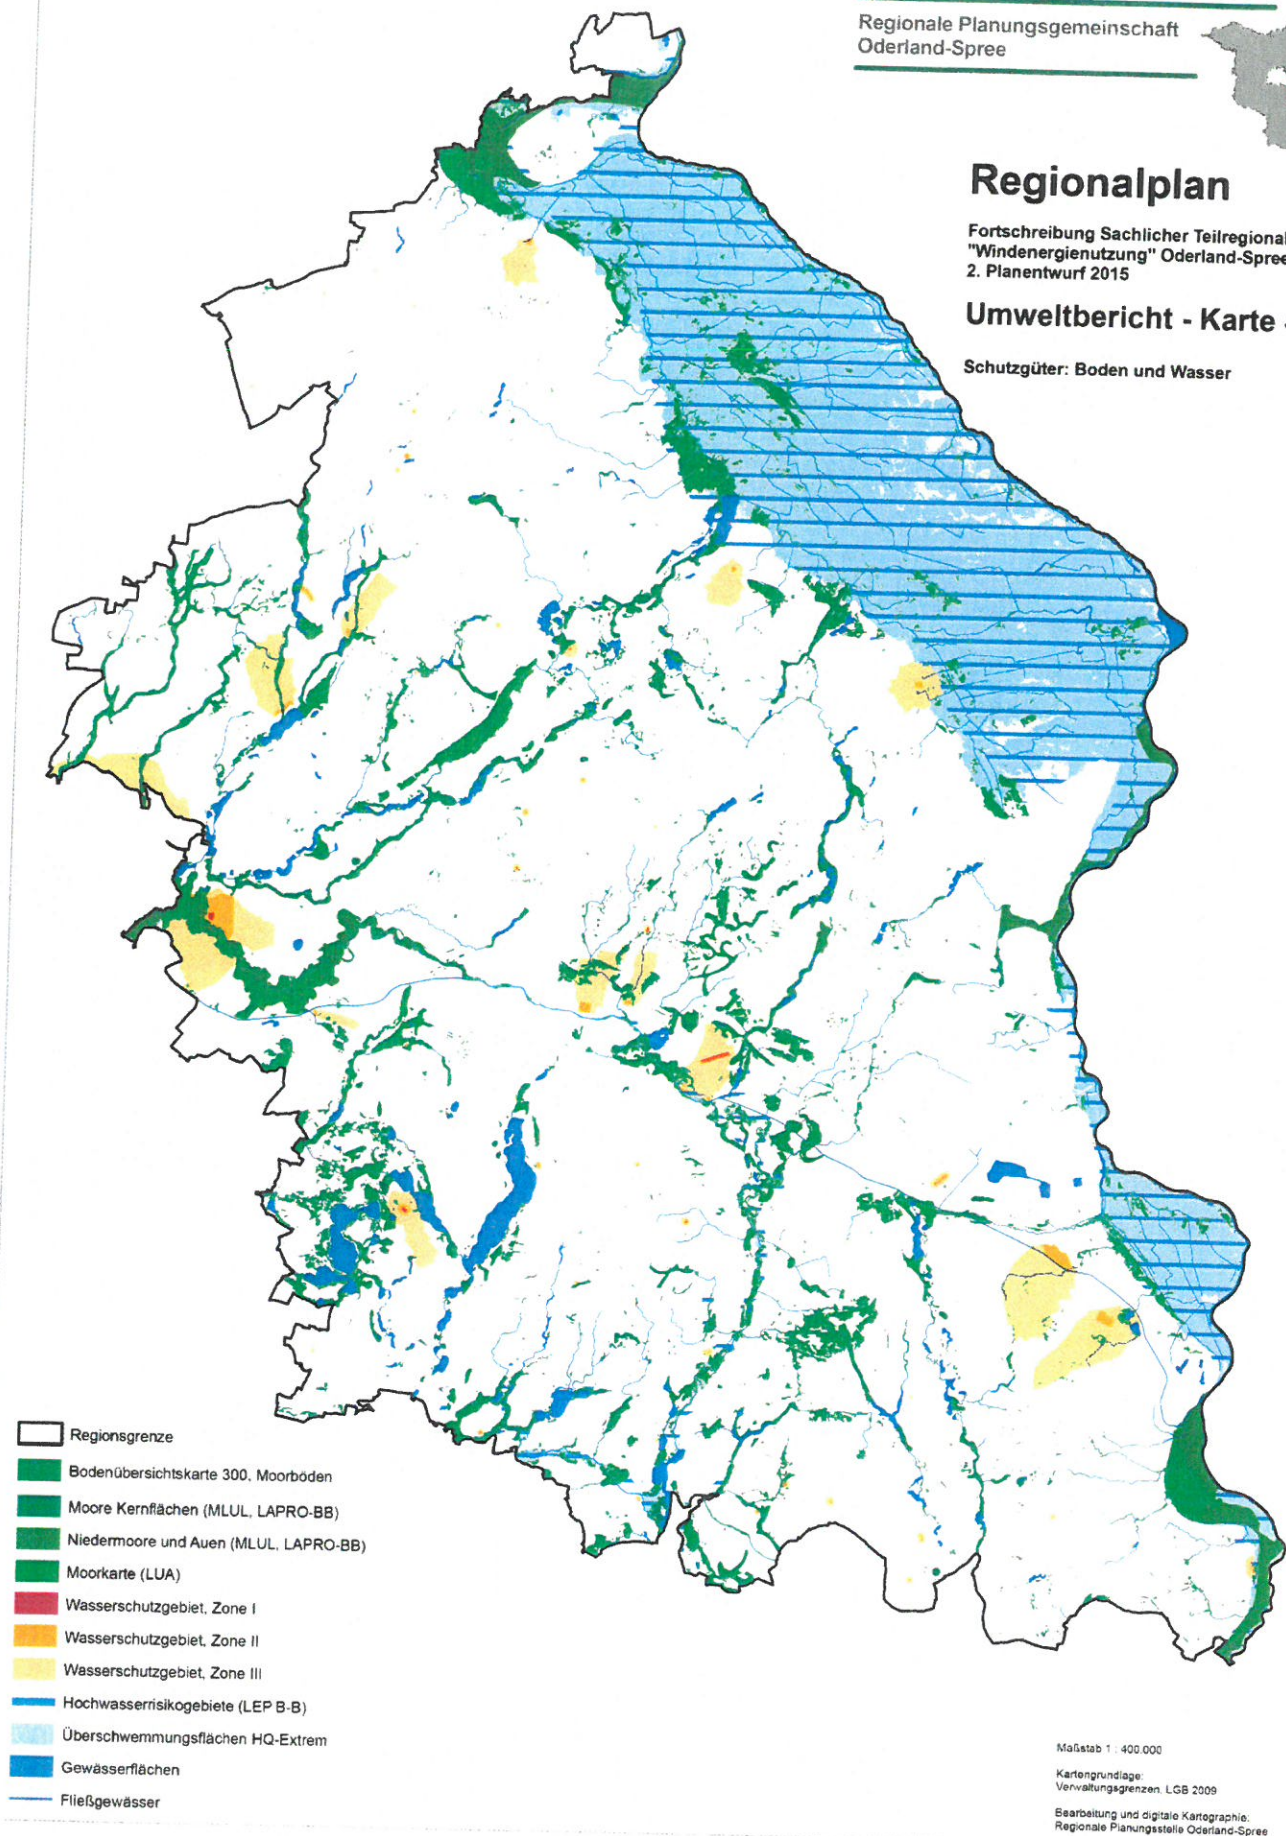 Regionale Planungsgemeinschaft
Oderland-Spree
Regionalplan
Fortschreibung Sachlicher Teilregional
"Windenergienutzung" Oderland-Spree
2. Planentwurf 2015
Umweltbericht - Karte
Schutzgüter: Boden und Wasser
Regionsgrenze
Bodenübersichtskarte 300, Moorböden
Moore Kernflächen (MLUL, LAPRO-BB)
Niedermoore und Auen (MLUL, LAPRO-BB)
Moorkarte (LUA)
Wasserschutzgebiet, Zone I
Wasserschutzgebiet, Zone II
Wasserschutzgebiet, Zone III
Hochwasserrisikogebiete (LEP B-B)
Überschwemmungsflächen HQ-Extrem
Gewässerflächen
Fließgewässer
Maßstab 1 : 400.000
Kartengrundlage:
Verwaltungsgrenzen, LGB 2009
Bearbeitung und digitale Kartographie:
Regionale Planungsstelle Oderland-Spree